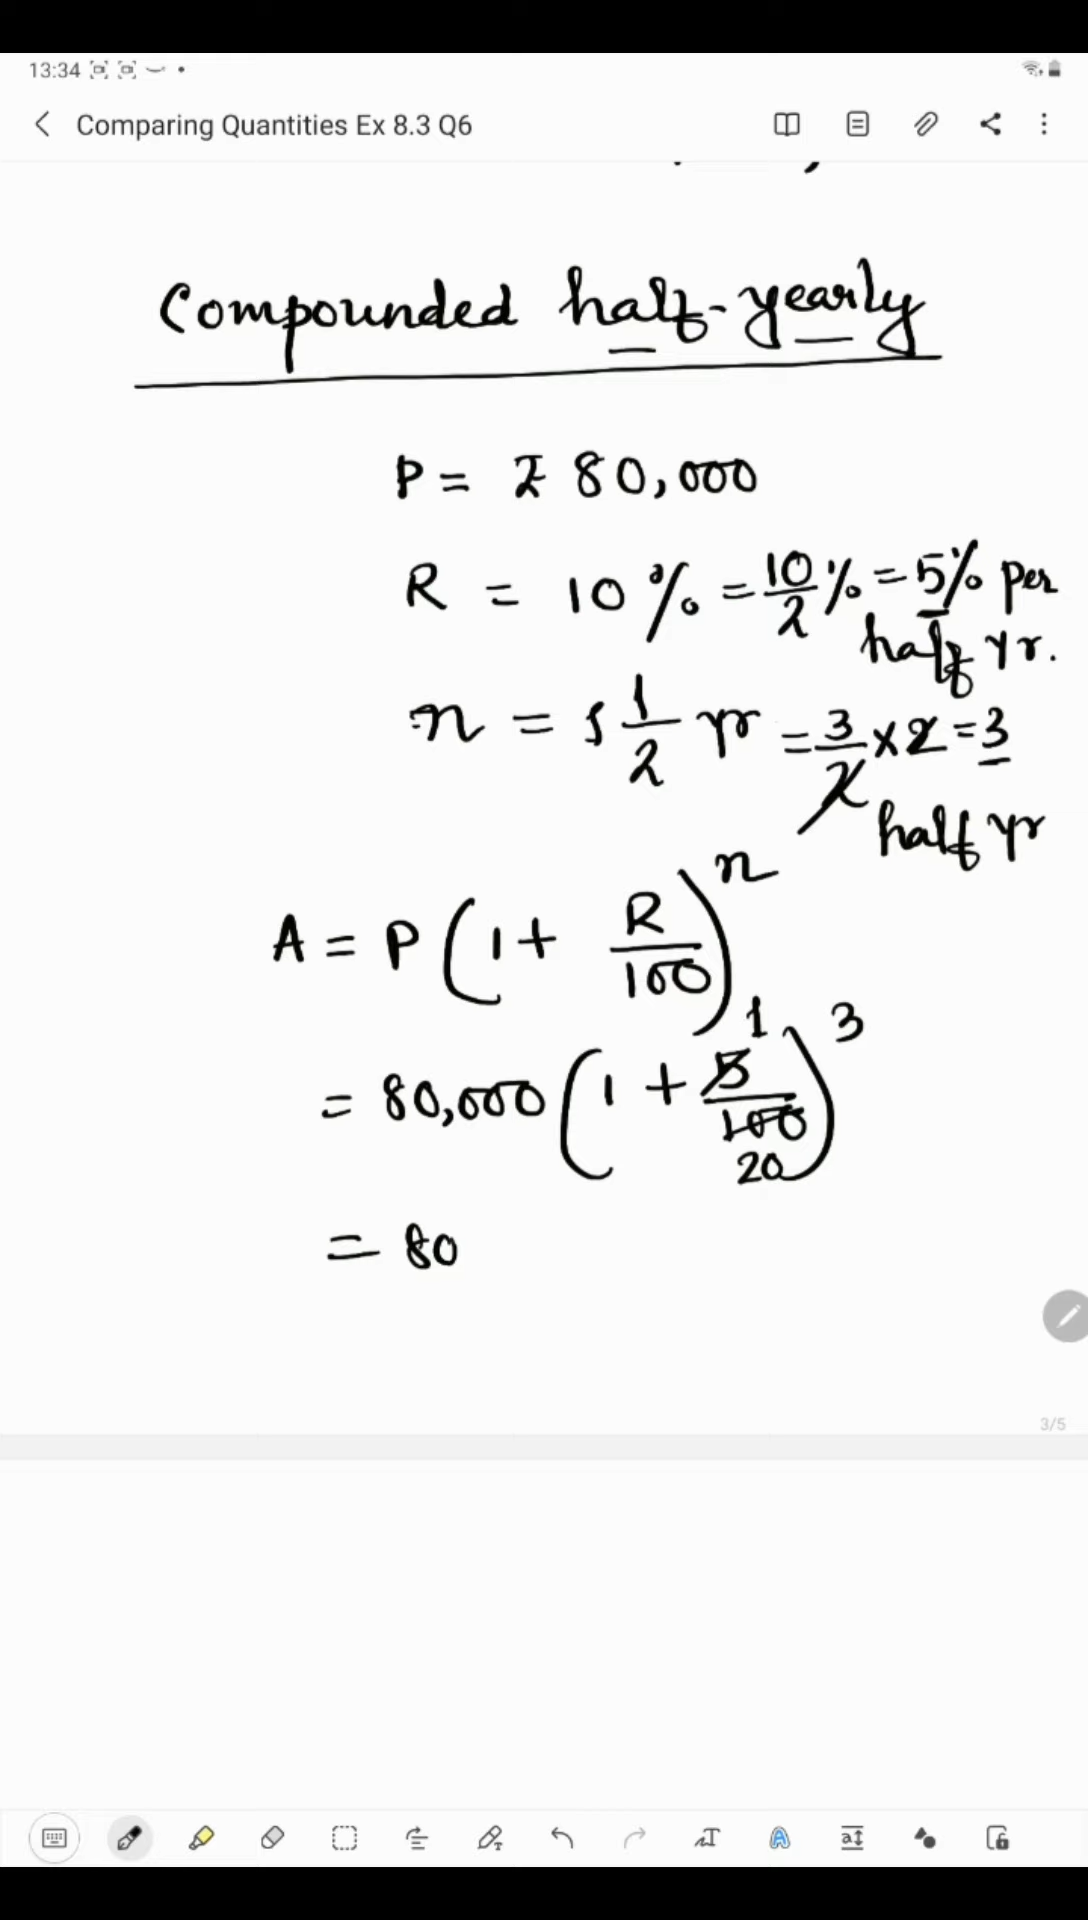 13:34
Comparing Quantities Ex 8.3 Q6
Compounded half-yearly
P = ₹ 80,000
R = 10% = 10/2 % = 5% per
half yr.
n = 1 1/2 yr = 3/2 × 2 = 3
half yr
A = P (1 + R/100)^n
= 80,000 (1 + 5/100)^3
1
20
= 80
3/5